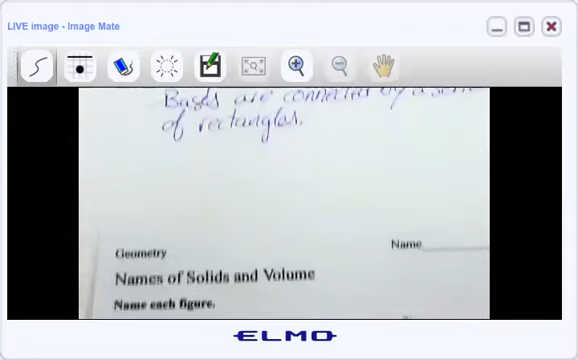 LIVE image - Image Mate
Bases are connected by a
of rectangles.
Name
Geometry
Names of Solids and Volume
Name each figure.
ELMO